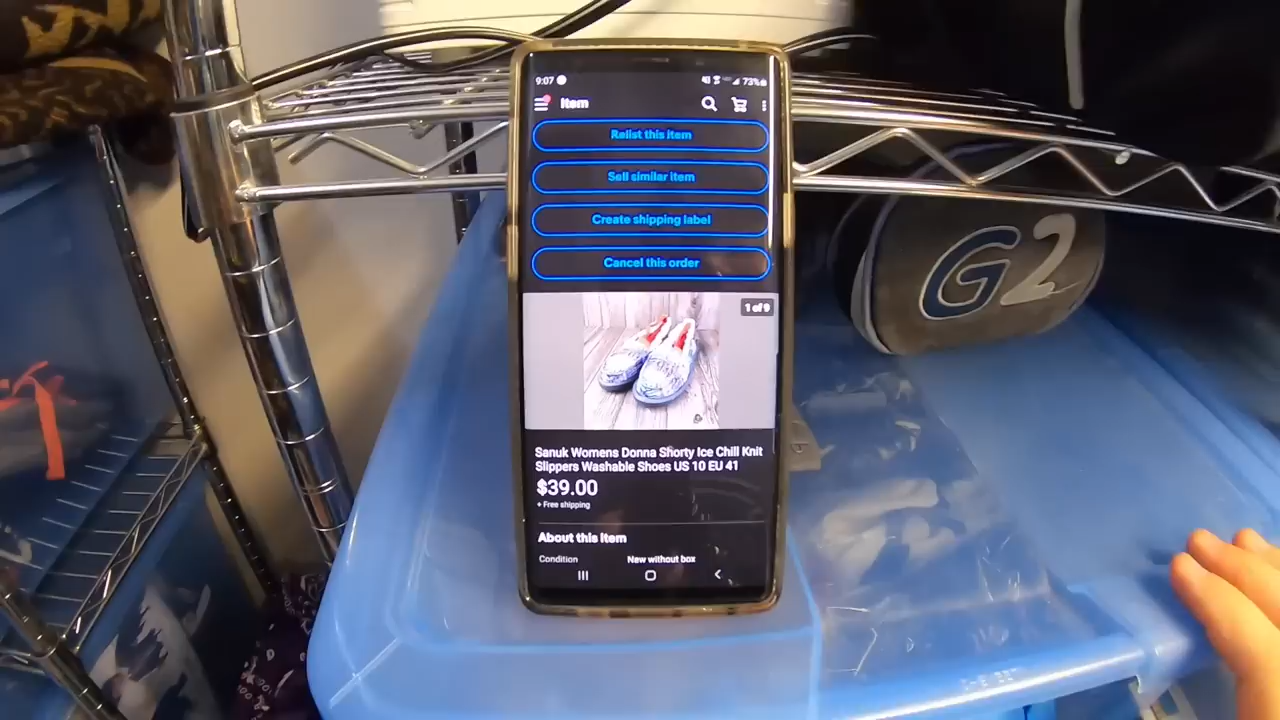 9:07
73%
Item
Relist this item
Sell similar item
Create shipping label
Cancel this order
1 of 9
Sanuk Womens Donna Shorty Ice Chill Knit
Slippers Washable Shoes US 10 EU 41
$39.00
+ Free shipping
About this item
Condition New without box
G2